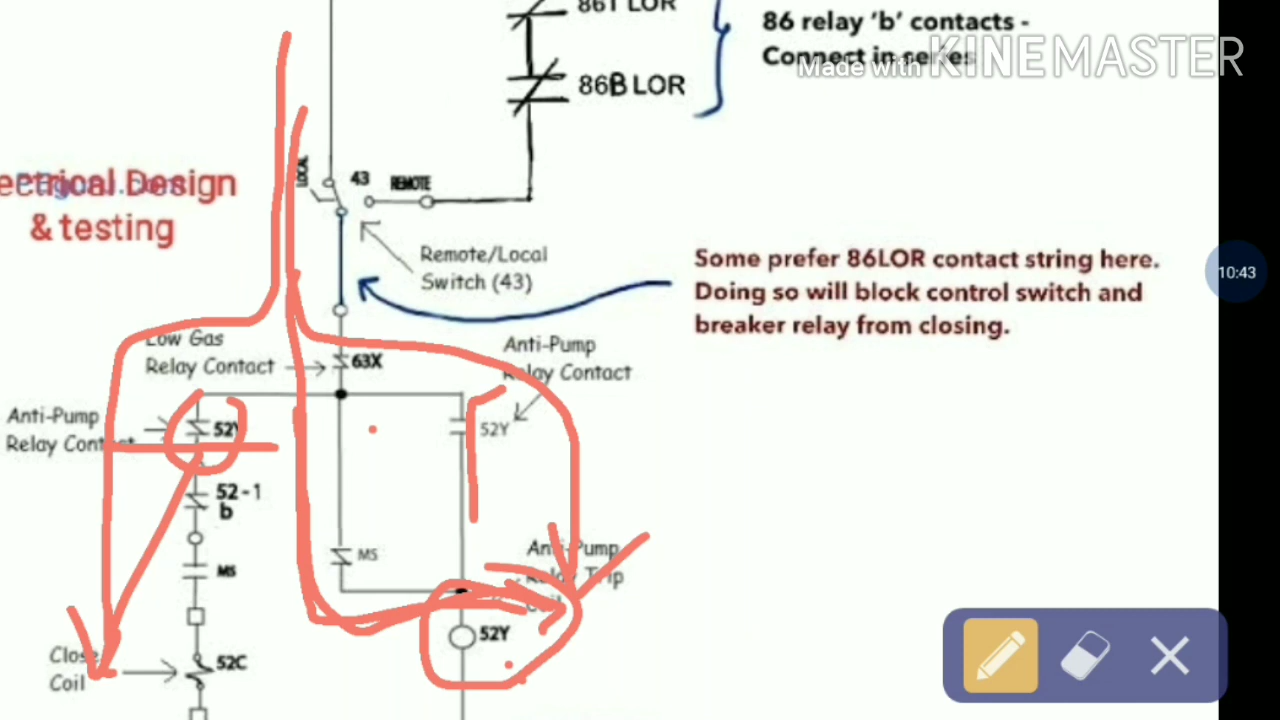 86T LOR
86 relay ‘b’ contacts -
Connect in series
Made with KINEMASTER
86B LOR
LOCAL
43
REMOTE
ectrical Design
& testing
Remote/Local
Switch (43)
Some prefer 86LOR contact string here.
Doing so will block control switch and
breaker relay from closing.
10:43
Low Gas
Relay Contact
63X
Anti-Pump
Relay Contact
Anti-Pump
Relay Contact
52Y
52Y
52-1
b
MS
MS
Anti-Pump
Relay Trip
Coil
52Y
Close
Coil
52C